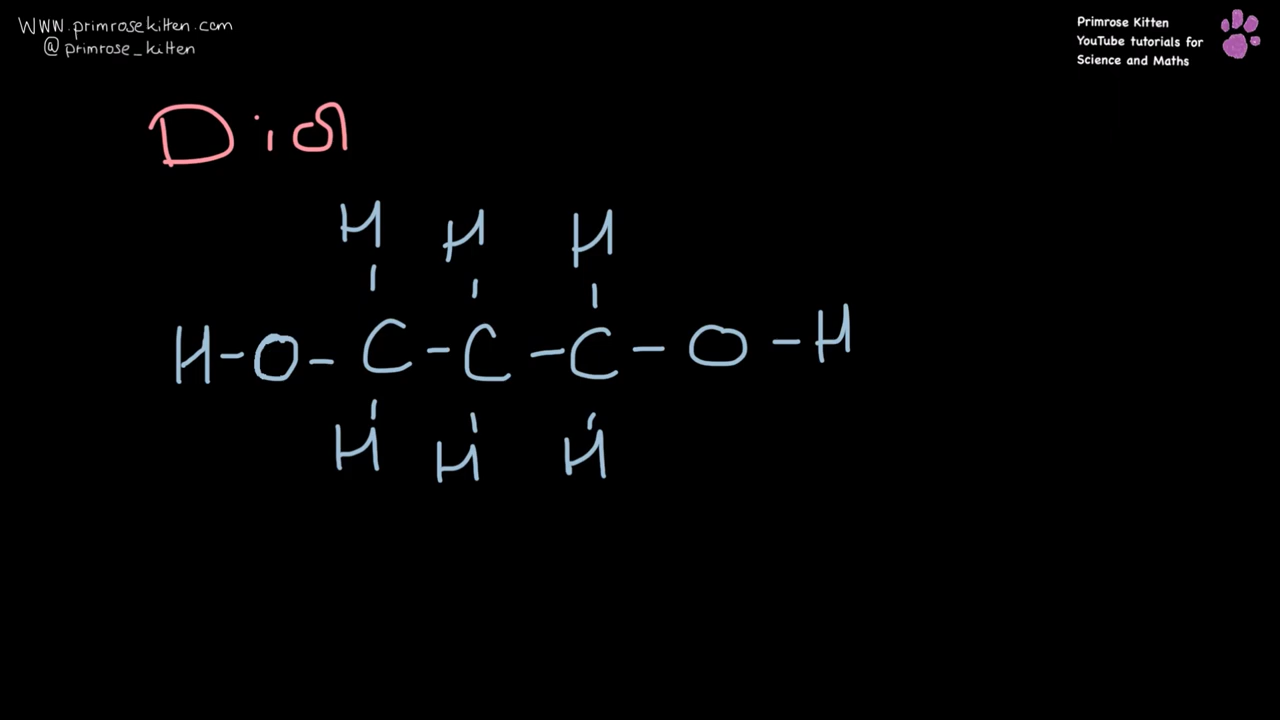 www.primrosekitten.com
@primrose_kitten
Primrose Kitten
YouTube tutorials for
Science and Maths
Diol
H H H
H-O-C-C-C-O-H
H H H